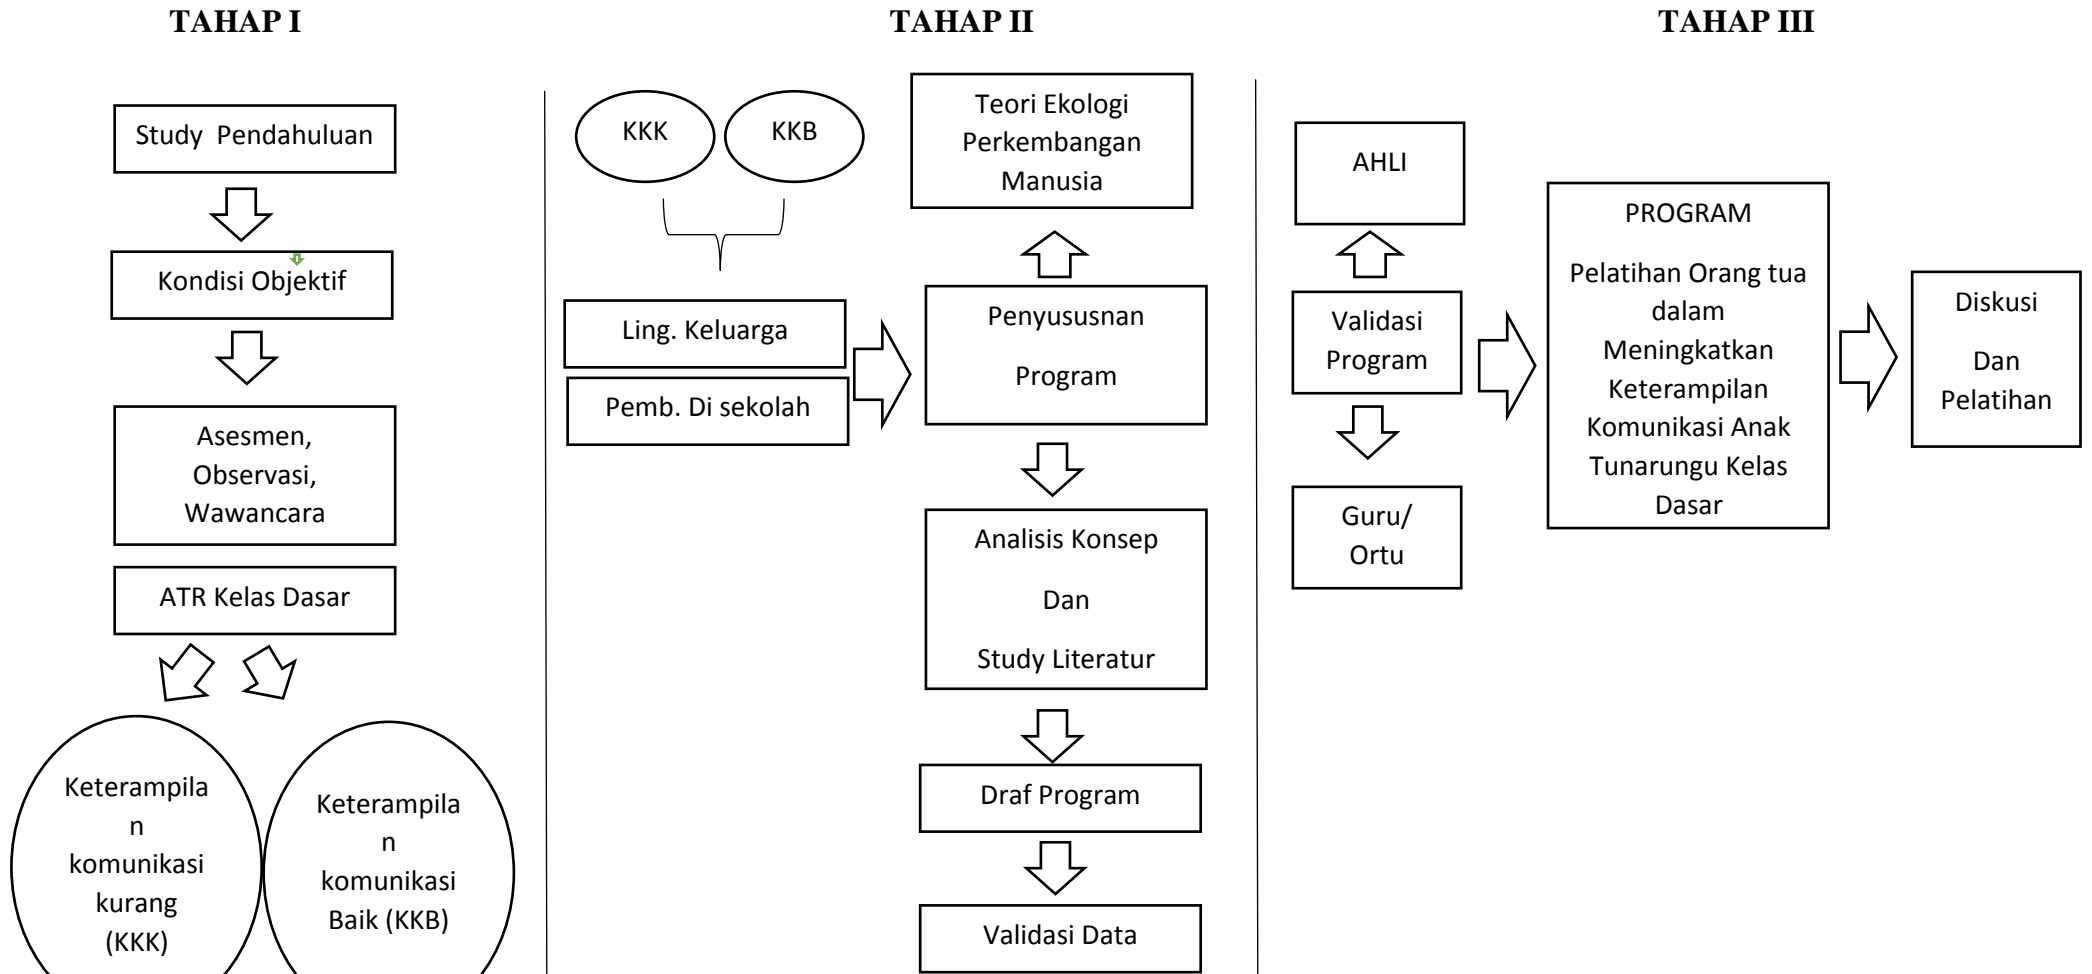 TAHAP I
TAHAP II
TAHAP III
Study Pendahuluan
Kondisi Objektif
Asesmen,
Observasi,
Wawancara
ATR Kelas Dasar
Keterampila
n
komunikasi
kurang
(KKK)
Keterampila
n
komunikasi
Baik (KKB)
KKK
KKB
Ling. Keluarga
Pemb. Di sekolah
Teori Ekologi
Perkembangan
Manusia
Penyususnan
Program
Analisis Konsep
Dan
Study Literatur
Draf Program
Validasi Data
AHLI
Validasi
Program
Guru/
Ortu
PROGRAM
Pelatihan Orang tua
dalam
Meningkatkan
Keterampilan
Komunikasi Anak
Tunarungu Kelas
Dasar
Diskusi
Dan
Pelatihan